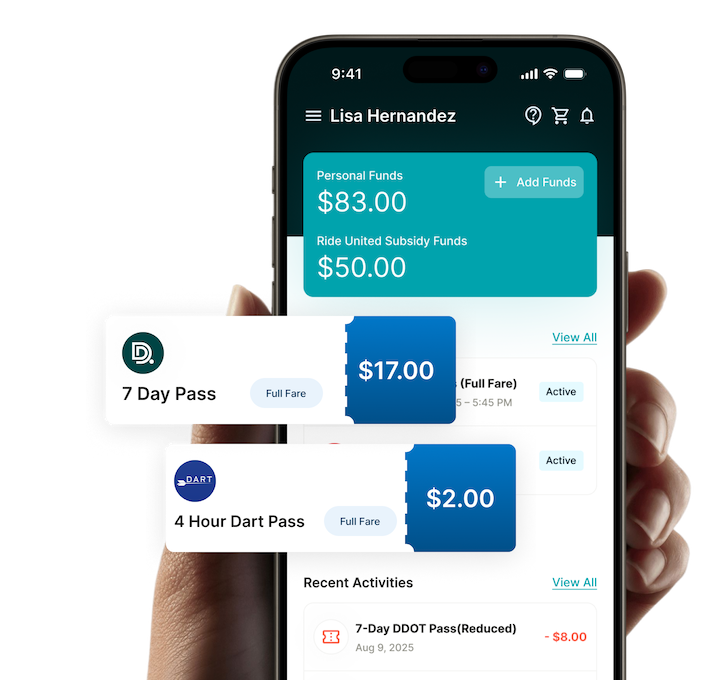 9:41
Lisa Hernandez
Personal Funds
+ Add Funds
$83.00
Ride United Subsidy Funds
$50.00
View All
D.
7 Day Pass
Full Fare
$17.00
(Full Fare)
5 – 5:45 PM
Active
Active
DART
4 Hour Dart Pass
Full Fare
$2.00
Recent Activities
View All
7-Day DDOT Pass(Reduced)
Aug 9, 2025
- $8.00